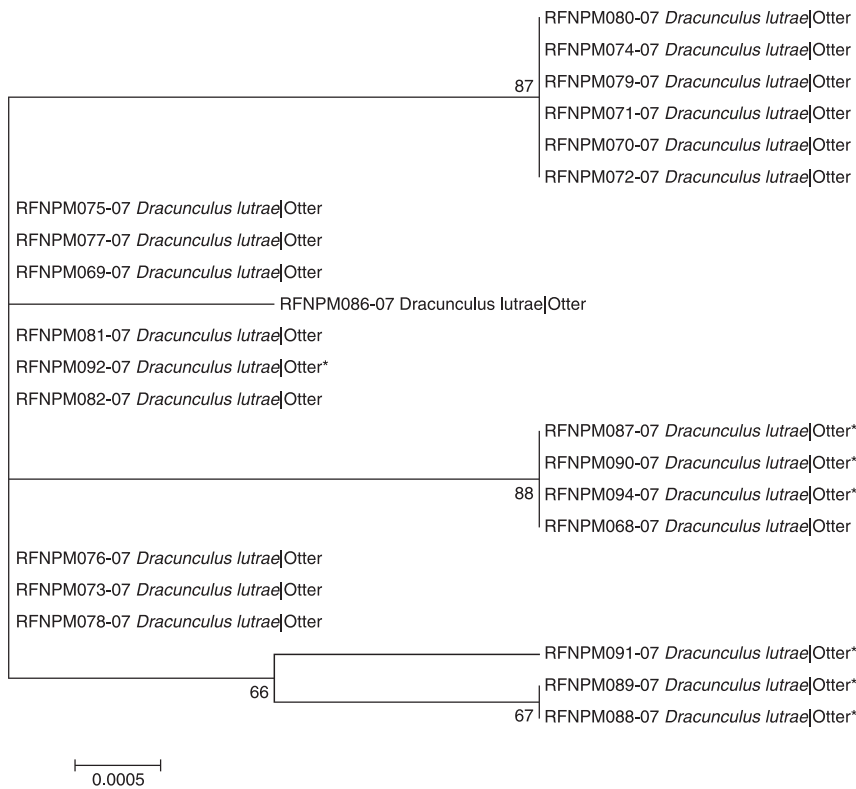 RFNPM080-07 Dracunculus lutrae|Otter
RFNPM074-07 Dracunculus lutrae|Otter
RFNPM079-07 Dracunculus lutrae|Otter
87
RFNPM071-07 Dracunculus lutrae|Otter
RFNPM070-07 Dracunculus lutrae|Otter
RFNPM072-07 Dracunculus lutrae|Otter
RFNPM075-07 Dracunculus lutrae|Otter
RFNPM077-07 Dracunculus lutrae|Otter
RFNPM069-07 Dracunculus lutrae|Otter
RFNPM086-07 Dracunculus lutrae|Otter
RFNPM081-07 Dracunculus lutrae|Otter
RFNPM092-07 Dracunculus lutrae|Otter*
RFNPM082-07 Dracunculus lutrae|Otter
RFNPM087-07 Dracunculus lutrae|Otter*
RFNPM090-07 Dracunculus lutrae|Otter*
88
RFNPM094-07 Dracunculus lutrae|Otter*
RFNPM068-07 Dracunculus lutrae|Otter
RFNPM076-07 Dracunculus lutrae|Otter
RFNPM073-07 Dracunculus lutrae|Otter
RFNPM078-07 Dracunculus lutrae|Otter
RFNPM091-07 Dracunculus lutrae|Otter*
66
RFNPM089-07 Dracunculus lutrae|Otter*
67
RFNPM088-07 Dracunculus lutrae|Otter*
0.0005